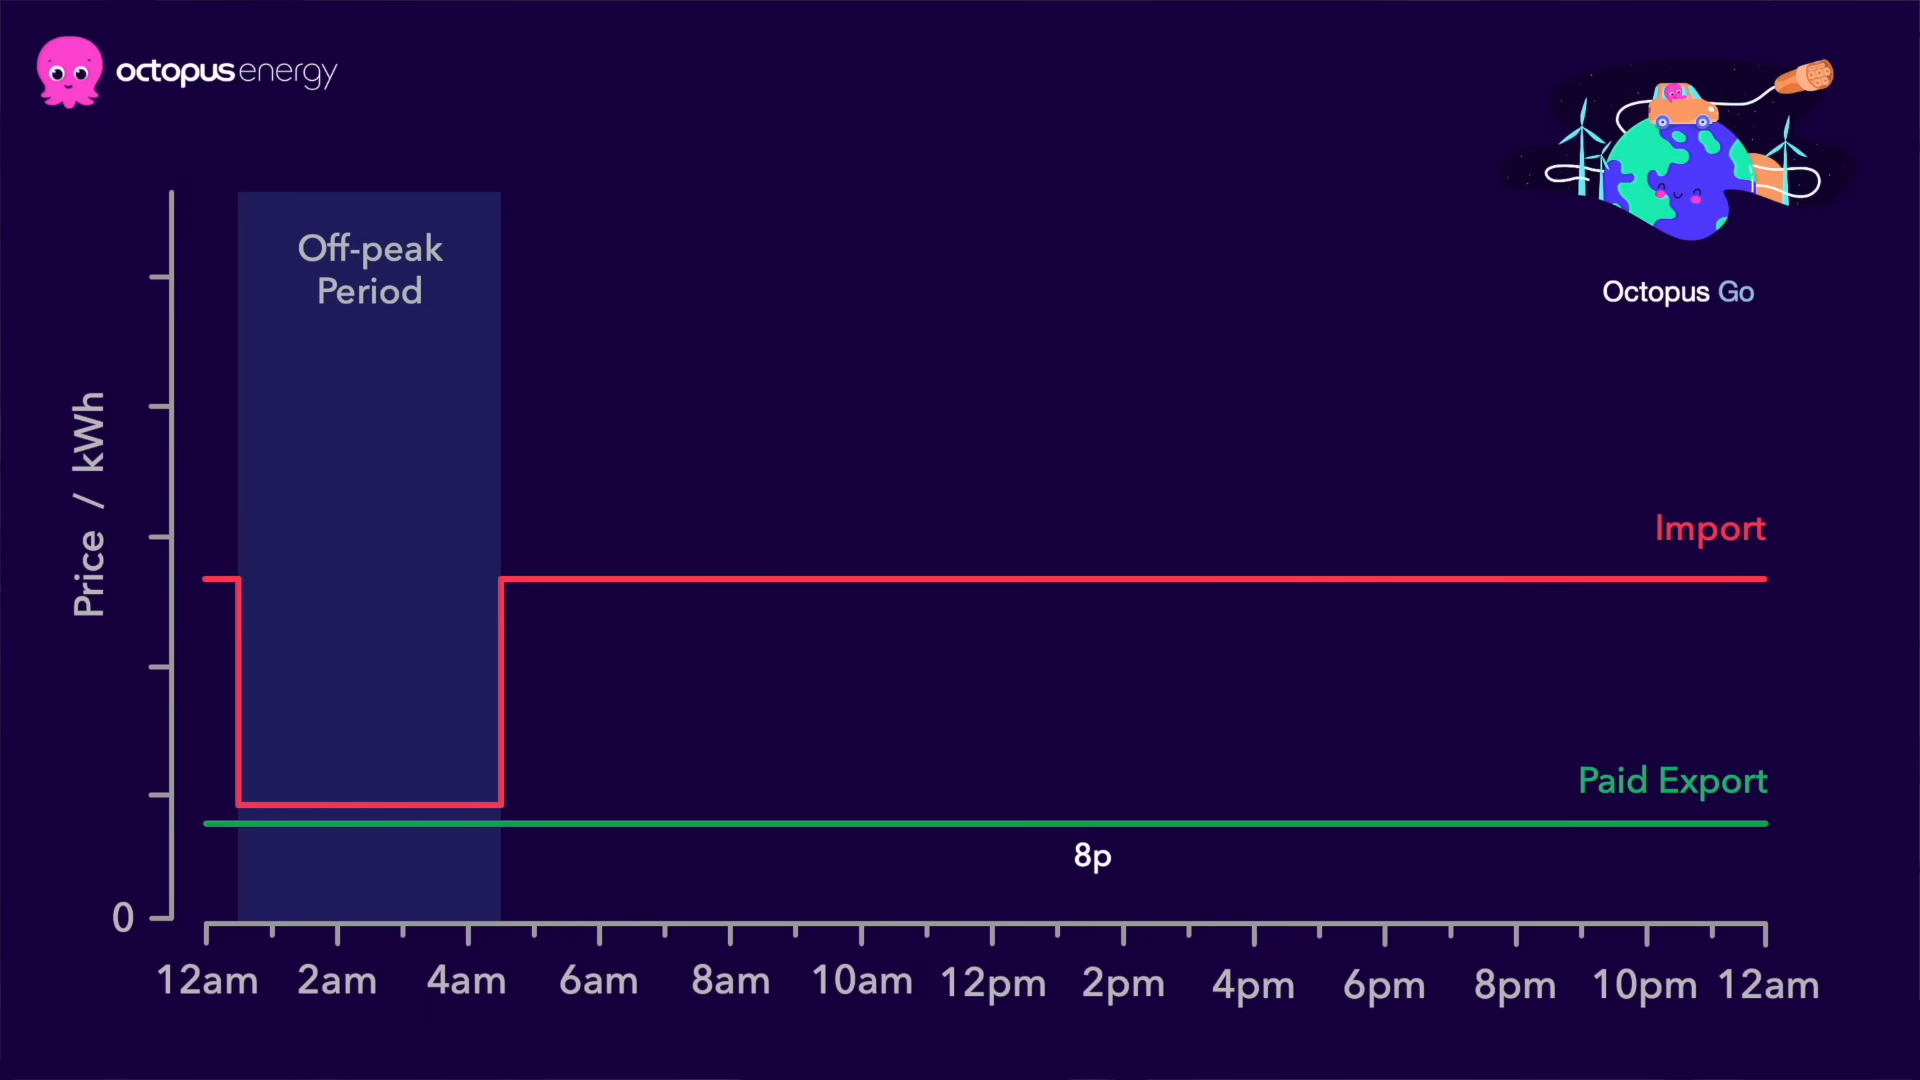 octopusenergy
Off-peak
Period
Octopus Go
Price / kWh
Import
Paid Export
8p
0
12am 2am 4am 6am 8am 10am 12pm 2pm 4pm 6pm 8pm 10pm 12am